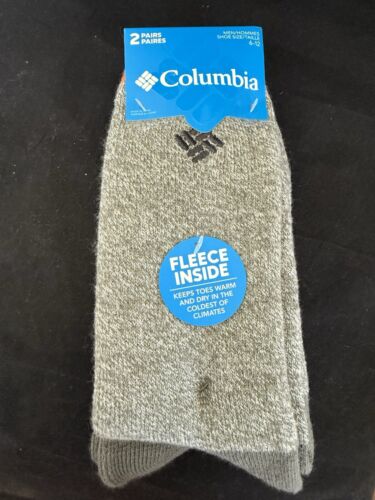 2 PAIRS
PAIRES
MEN/HOMMES
SHOE SIZE/TAILLE
6-12
Columbia
FLEECE
INSIDE
KEEPS TOES WARM
AND DRY IN THE
COLDEST OF
CLIMATES